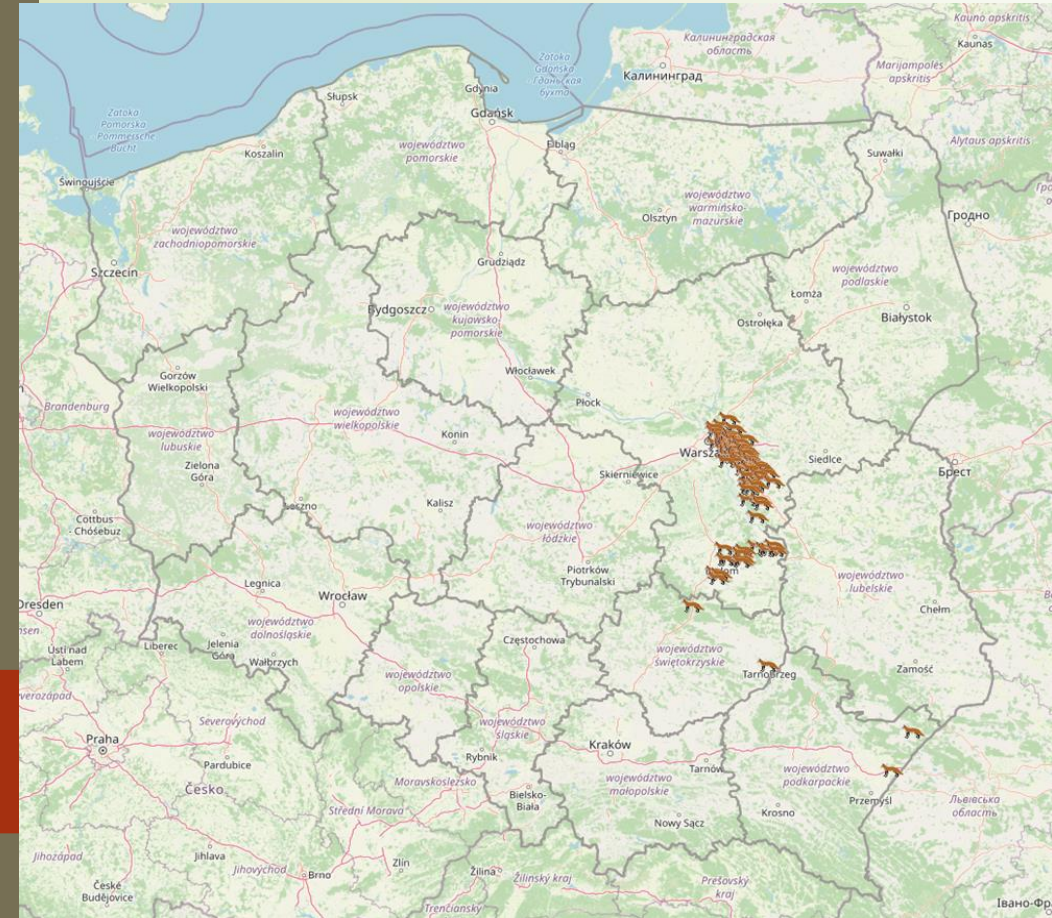 Kauno apskritis
Калининградская
область
Kaunas
Zatoka
Gdańska
- Гданьская
бухта
Marijampolės
apskritis
Калининград
Gdynia
Słupsk
Gdańsk
Zatoka
Pomorska
- Pommersche
Bucht
Alytaus apskritis
Elbląg
Koszalin
województwo
pomorskie
Suwałki
Świnoujście
województwo
warmińsko-
mazurskie
Olsztyn
Гродно
województwo
zachodniopomorskie
Szczecin
Grudziądz
województwo
podlaskie
Łomża
Bydgoszcz
województwo
kujawsko-
pomorskie
Białystok
Ostrołęka
Gorzów
Wielkopolski
Włocławek
Brandenburg
Płock
województwo
wielkopolskie
województwo
lubuskie
Konin
Siedlce
Брест
Zielona
Góra
Skierniewice
Leszno
Kalisz
Cottbus
- Chóśebuz
województwo
łódzkie
Piotrków
Trybunalski
województwo
lubelskie
Legnica
Wrocław
Dresden
Chełm
województwo
dolnośląskie
Częstochowa
Ústí nad
Labem
Liberec
Jelenia
Góra
Wałbrzych
województwo
świętokrzyskie
Zamość
Tarnobrzeg
województwo
opolskie
Severovýchod
województwo
śląskie
Praha
Kraków
Rybnik
Pardubice
Tarnów
województwo
podkarpackie
województwo
małopolskie
Moravskoslezsko
Česko
Bielsko-
Biała
Przemyśl
Львівська
область
Střední Morava
Krosno
Nowy Sącz
Jihozápad
Jihlava
Zlín
Jihovýchod
Brno
Žilina
Žilinský kraj
Prešovský
kraj
České
Budějovice
Trenčiansky